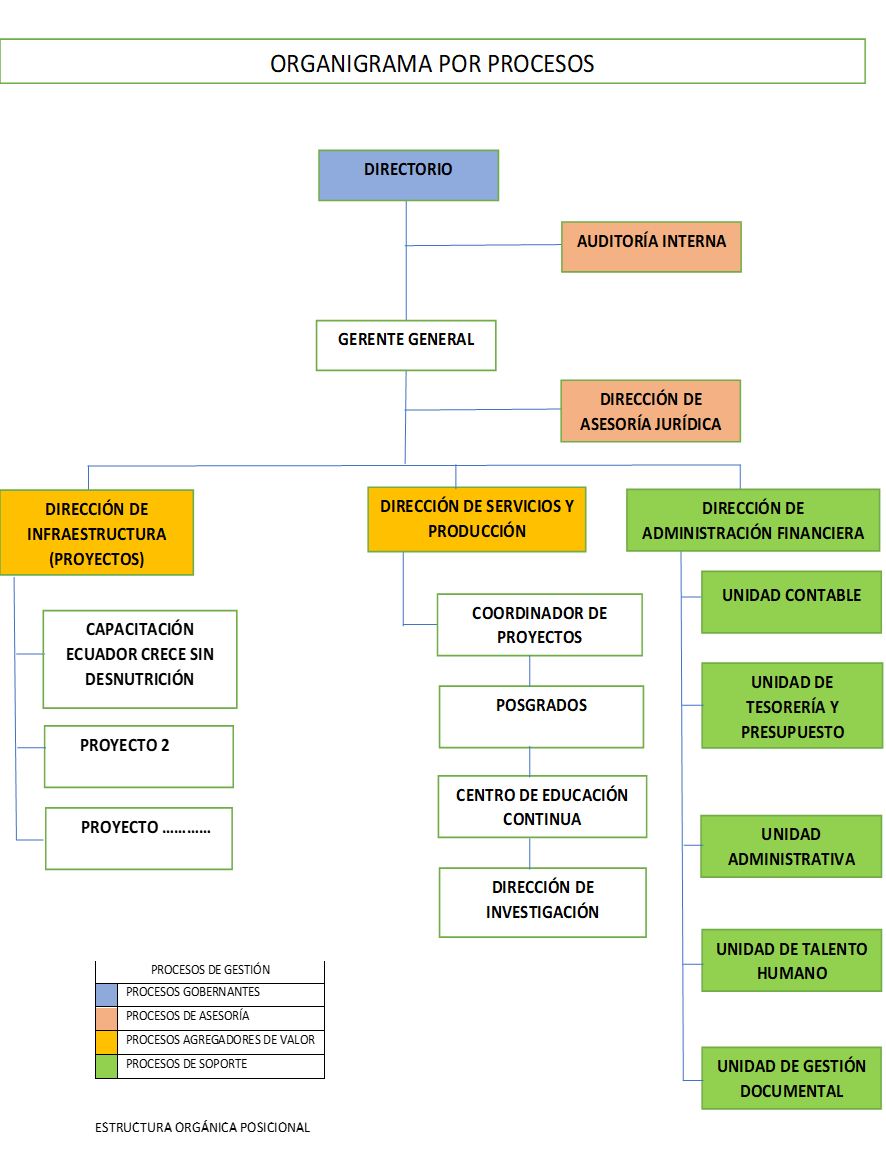 ORGANIGRAMA POR PROCESOS
DIRECTORIO
AUDITORÍA INTERNA
GERENTE GENERAL
DIRECCIÓN DE
ASESORÍA JURÍDICA
DIRECCIÓN DE
INFRAESTRUCTURA
(PROYECTOS)
CAPACITACIÓN
ECUADOR CRECE SIN
DESNUTRICIÓN
PROYECTO 2
PROYECTO …………
DIRECCIÓN DE SERVICIOS Y
PRODUCCIÓN
COORDINADOR DE
PROYECTOS
POSGRADOS
CENTRO DE EDUCACIÓN
CONTINUA
DIRECCIÓN DE
INVESTIGACIÓN
DIRECCIÓN DE
ADMINISTRACIÓN FINANCIERA
UNIDAD CONTABLE
UNIDAD DE
TESORERÍA Y
PRESUPUESTO
UNIDAD
ADMINISTRATIVA
UNIDAD DE TALENTO
HUMANO
UNIDAD DE GESTIÓN
DOCUMENTAL
PROCESOS DE GESTIÓN
PROCESOS GOBERNANTES
PROCESOS DE ASESORÍA
PROCESOS AGREGADORES DE VALOR
PROCESOS DE SOPORTE
ESTRUCTURA ORGÁNICA POSICIONAL